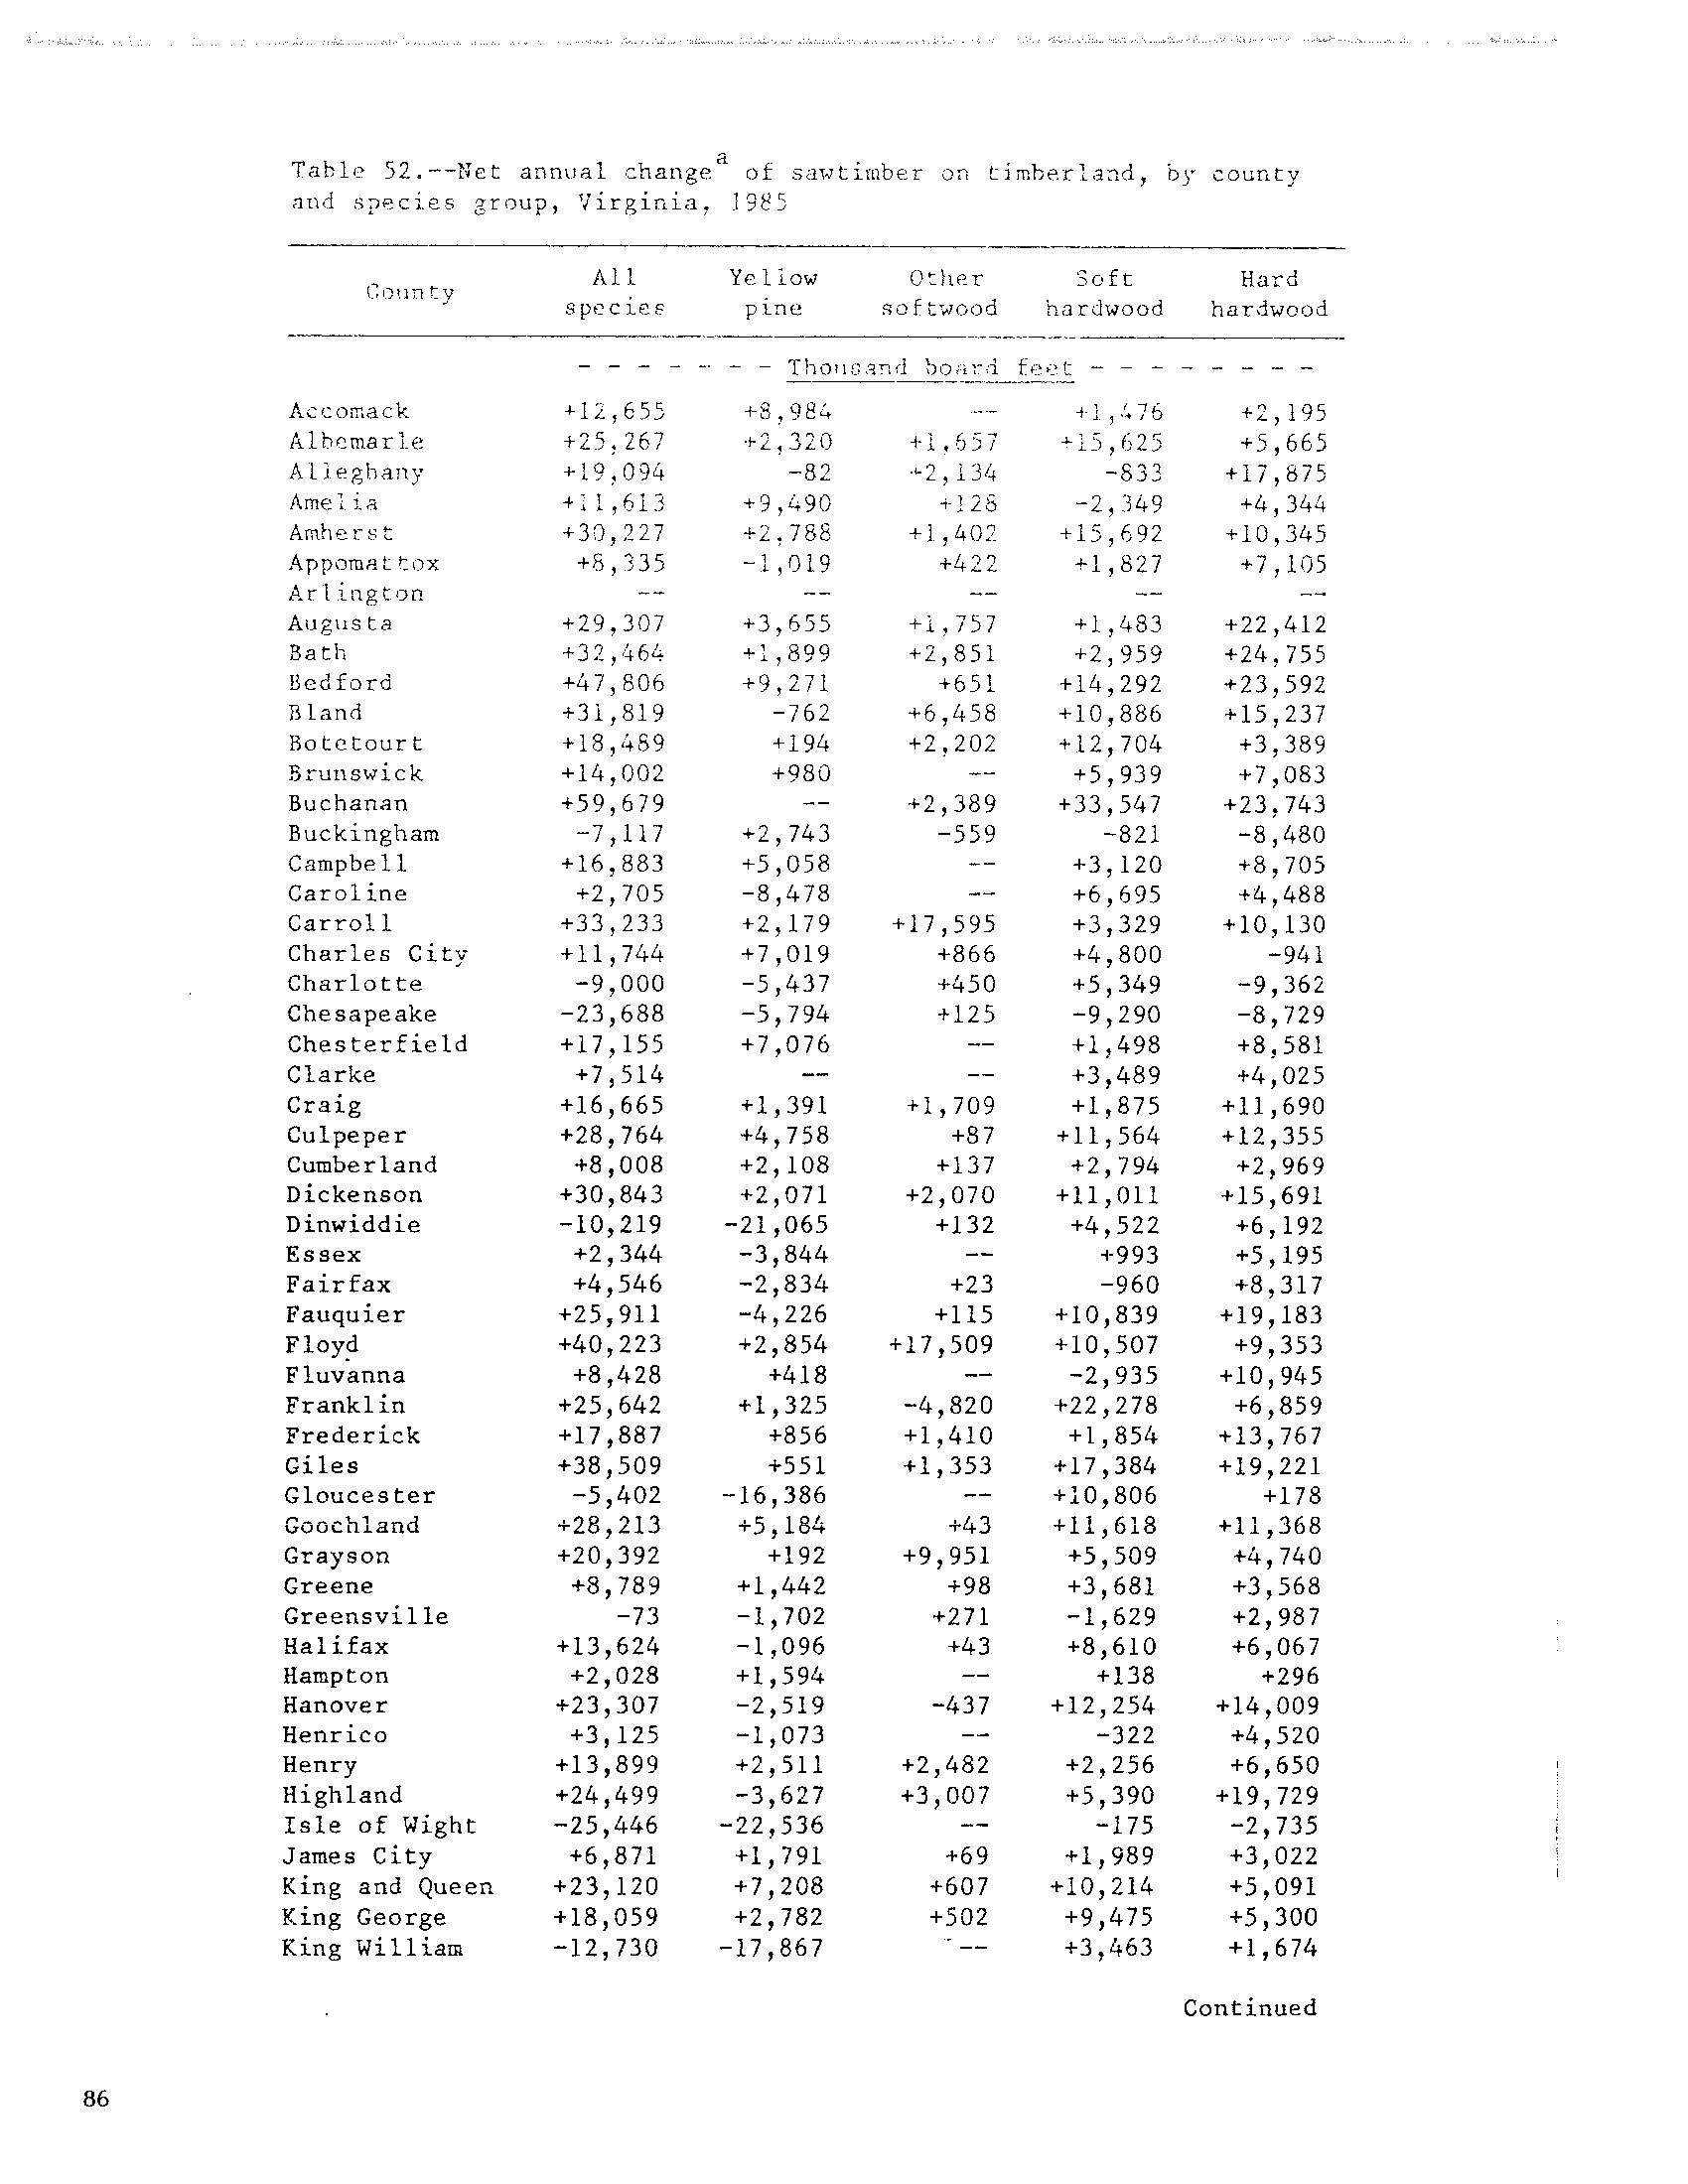 Table 52.--Net annual changeᵃ of sawtimber on timberland, by county
and species group, Virginia, 1985
County All species Yellow pine Other softwood Soft hardwood Hard hardwood
- - - - - - - Thousand board feet - - - - - - - -
Accomack +12,655 +8,984 -- +1,476 +2,195
Albemarle +25,267 +2,320 +1,657 +15,625 +5,665
Alleghany +19,094 -82 +2,134 -833 +17,875
Amelia +11,613 +9,490 +128 -2,349 +4,344
Amherst +30,227 +2,788 +1,402 +15,692 +10,345
Appomattox +8,335 -1,019 +422 +1,827 +7,105
Arlington -- -- -- -- --
Augusta +29,307 +3,655 +1,757 +1,483 +22,412
Bath +32,464 +1,899 +2,851 +2,959 +24,755
Bedford +47,806 +9,271 +651 +14,292 +23,592
Bland +31,819 -762 +6,458 +10,886 +15,237
Botetourt +18,489 +194 +2,202 +12,704 +3,389
Brunswick +14,002 +980 -- +5,939 +7,083
Buchanan +59,679 -- +2,389 +33,547 +23,743
Buckingham -7,117 +2,743 -559 -821 -8,480
Campbell +16,883 +5,058 -- +3,120 +8,705
Caroline +2,705 -8,478 -- +6,695 +4,488
Carroll +33,233 +2,179 +17,595 +3,329 +10,130
Charles City +11,744 +7,019 +866 +4,800 -941
Charlotte -9,000 -5,437 +450 +5,349 -9,362
Chesapeake -23,688 -5,794 +125 -9,290 -8,729
Chesterfield +17,155 +7,076 -- +1,498 +8,581
Clarke +7,514 -- -- +3,489 +4,025
Craig +16,665 +1,391 +1,709 +1,875 +11,690
Culpeper +28,764 +4,758 +87 +11,564 +12,355
Cumberland +8,008 +2,108 +137 +2,794 +2,969
Dickenson +30,843 +2,071 +2,070 +11,011 +15,691
Dinwiddie -10,219 -21,065 +132 +4,522 +6,192
Essex +2,344 -3,844 -- +993 +5,195
Fairfax +4,546 -2,834 +23 -960 +8,317
Fauquier +25,911 -4,226 +115 +10,839 +19,183
Floyd +40,223 +2,854 +17,509 +10,507 +9,353
Fluvanna +8,428 +418 -- -2,935 +10,945
Franklin +25,642 +1,325 -4,820 +22,278 +6,859
Frederick +17,887 +856 +1,410 +1,854 +13,767
Giles +38,509 +551 +1,353 +17,384 +19,221
Gloucester -5,402 -16,386 -- +10,806 +178
Goochland +28,213 +5,184 +43 +11,618 +11,368
Grayson +20,392 +192 +9,951 +5,509 +4,740
Greene +8,789 +1,442 +98 +3,681 +3,568
Greensville -73 -1,702 +271 -1,629 +2,987
Halifax +13,624 -1,096 +43 +8,610 +6,067
Hampton +2,028 +1,594 -- +138 +296
Hanover +23,307 -2,519 -437 +12,254 +14,009
Henrico +3,125 -1,073 -- -322 +4,520
Henry +13,899 +2,511 +2,482 +2,256 +6,650
Highland +24,499 -3,627 +3,007 +5,390 +19,729
Isle of Wight -25,446 -22,536 -- -175 -2,735
James City +6,871 +1,791 +69 +1,989 +3,022
King and Queen +23,120 +7,208 +607 +10,214 +5,091
King George +18,059 +2,782 +502 +9,475 +5,300
King William -12,730 -17,867 -- +3,463 +1,674
Continued
86